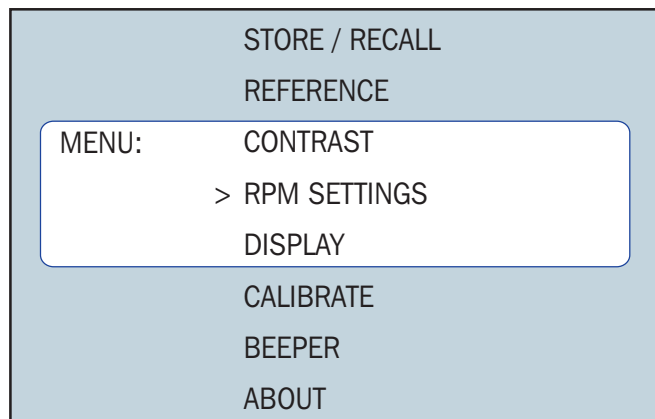 STORE / RECALL
REFERENCE
MENU: CONTRAST
> RPM SETTINGS
DISPLAY
CALIBRATE
BEEPER
ABOUT